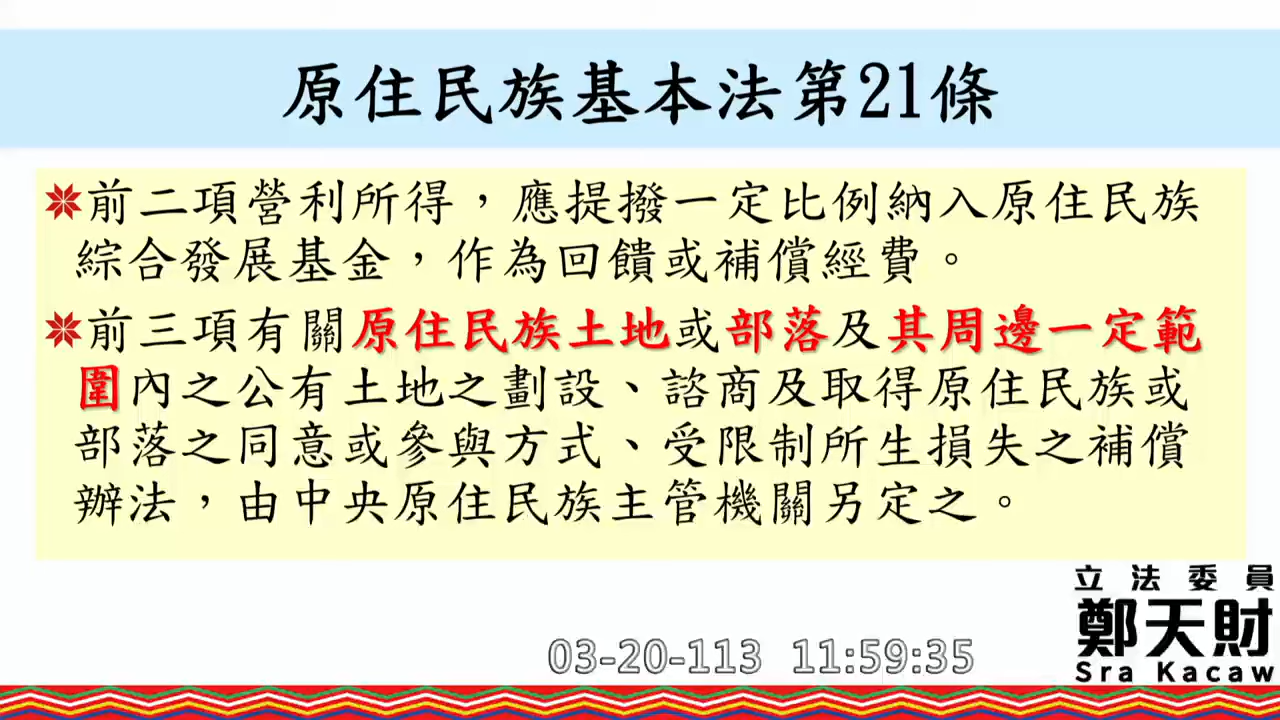 原住民族基本法第21條
前二項營利所得，應提撥一定比例納入原住民族
綜合發展基金，作為回饋或補償經費。
前三項有關原住民族土地或部落及其周邊一定範
圍內之公有土地之劃設、諮商及取得原住民族或
部落之同意或參與方式、受限制所生損失之補償
辦法，由中央原住民族主管機關另定之。
立法委員
鄭天財
Sra Kacaw
03-20-113 11:59:35